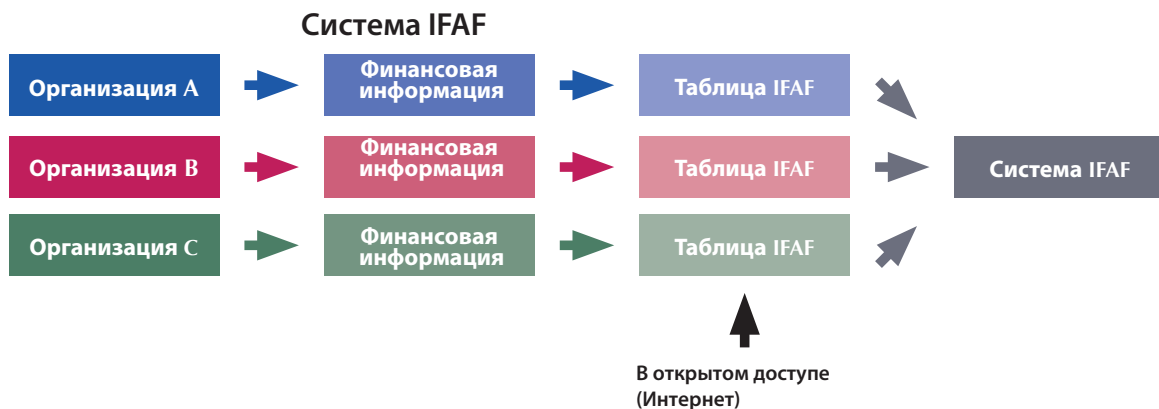 Система IFAF
Организация A
Финансовая
информация
Таблица IFAF
Организация B
Финансовая
информация
Таблица IFAF
Система IFAF
Организация C
Финансовая
информация
Таблица IFAF
В открытом доступе
(Интернет)